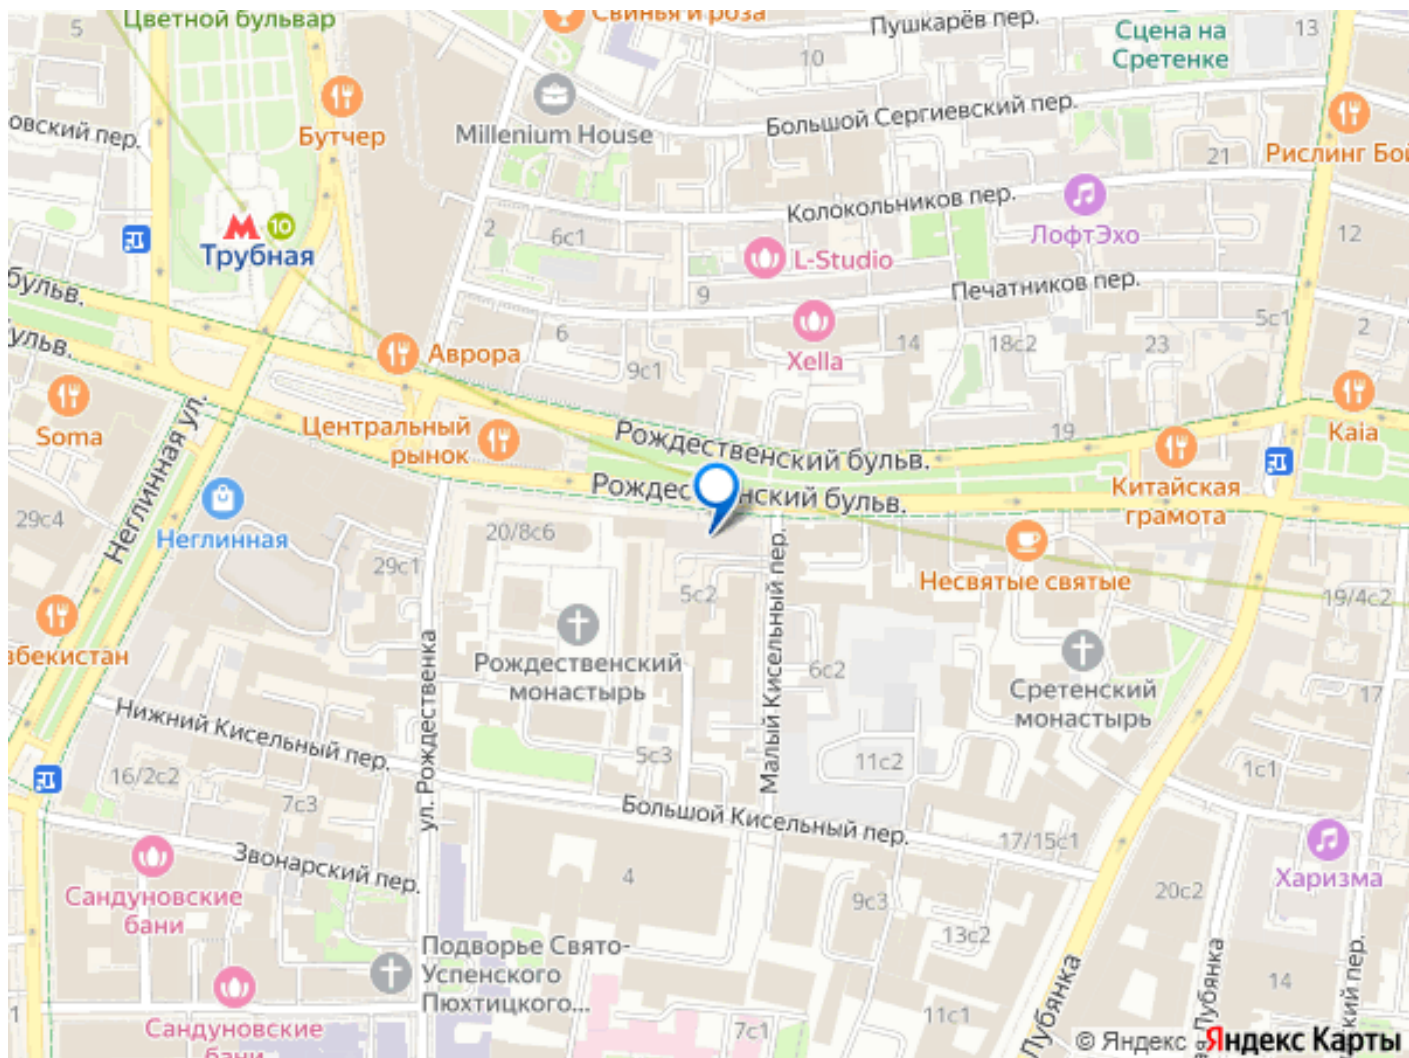 Цветной бульвар
Свинья и роза
Пушкарёв пер.
Сцена на
Сретенке
13
5
10
Бутчер
Millenium House
Большой Сергиевский пер.
Рислинг Бой
овский пер.
21
Колокольников пер.
ЛофтЭхо
12
2
6с1
10
Трубная
L-Studio
Печатников пер.
бульв.
9
5с1
2
6
Xella
14
18с2
23
ульв.
Аврора
9с1
Soma
Центральный
рынок
Рождественский бульв.
19
Kaia
Рождес
нский бульв.
Китайская
грамота
Неглинная ул.
29с4
Неглинная
20/8с6
29с1
Несвятые святые
5с2
19/4с2
збекистан
Рождественский
монастырь
Малый Кисельный пер.
6с2
Сретенский
монастырь
17
ул. Рождественка
Нижний Кисельный пер.
5с3
11с2
1с1
16/2с2
7с3
Большой Кисельный пер.
17/15с1
Звонарский пер.
Харизма
Сандуновские
бани
4
9с3
20с2
13с2
Подворье Свято-
Успенского
Пюхтицкого...
14
Сандуновские
бани
1
7с1
11с1
Лубянка
я Лубянка
ский пер.
© Яндекс Яндекс Карты